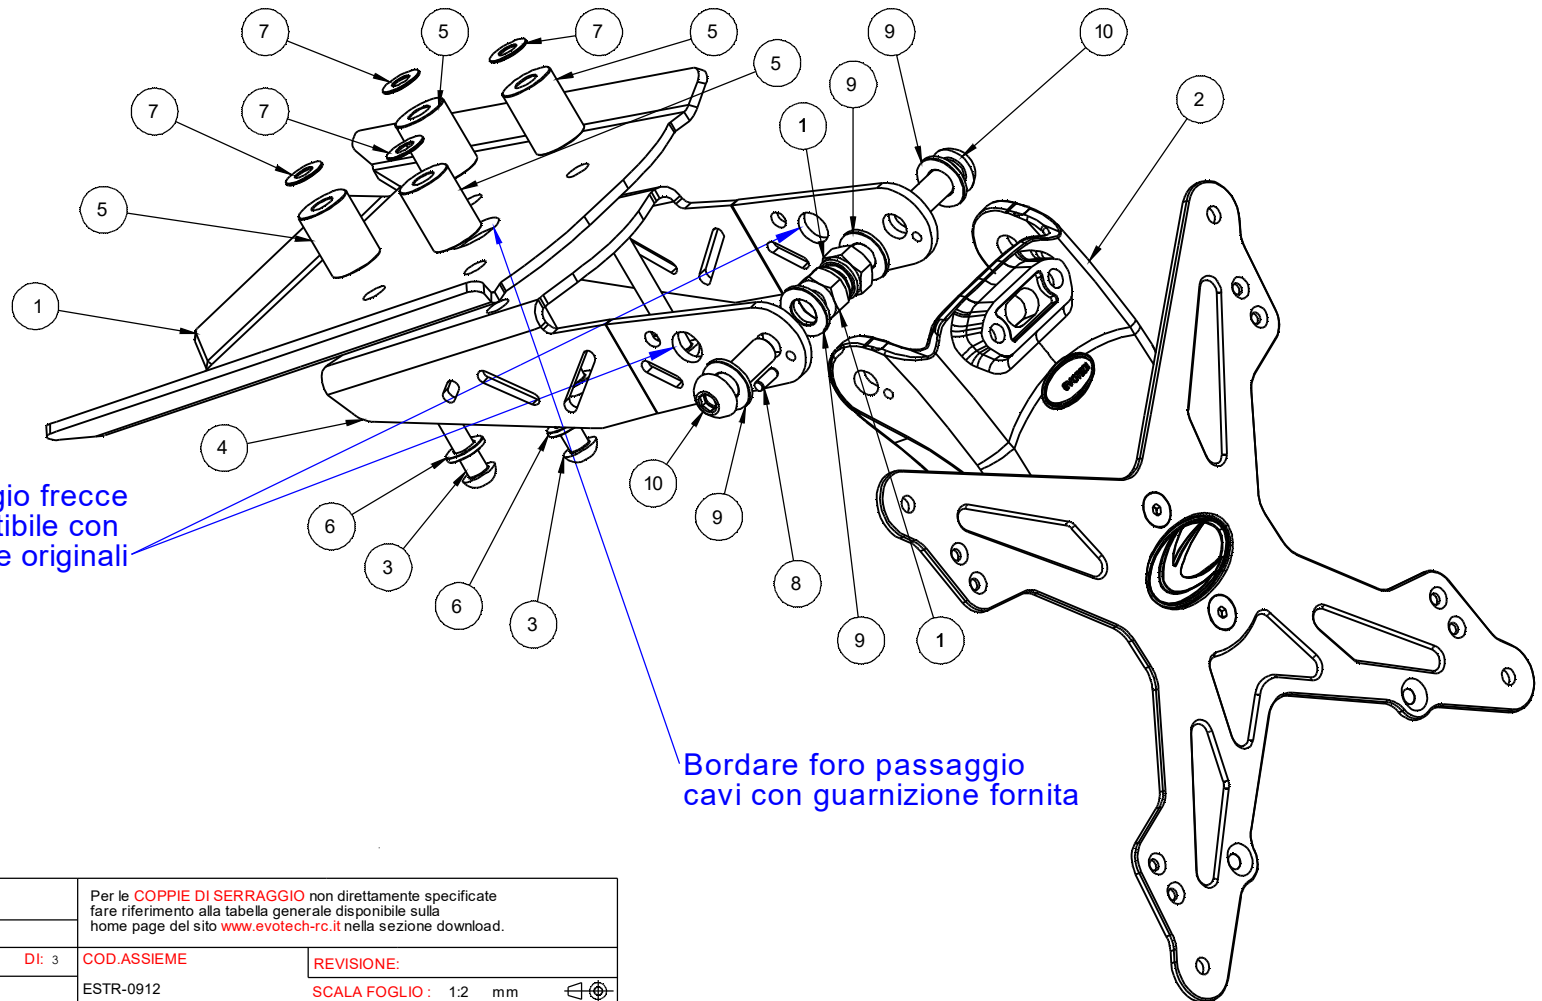 7
5
7
5
9
10
5
9
2
7
7
1
5
1
4
10
9
6
3
6
3
8
9
1
gio frecce
tibile con
e originali
Bordare foro passaggio
cavi con guarnizione fornita
Per le COPPIE DI SERRAGGIO non direttamente specificate
fare riferimento alla tabella generale disponibile sulla
home page del sito www.evotech-rc.it nella sezione download.
DI: 3
COD.ASSIEME
REVISIONE:
ESTR-0912
SCALA FOGLIO : 1:2 mm